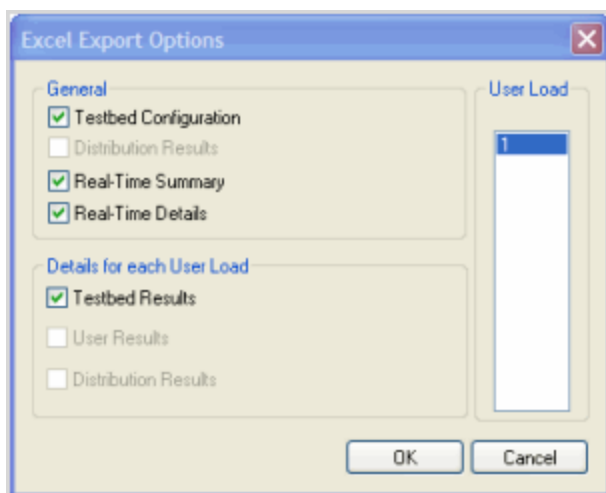 Excel Export Options
General
Testbed Configuration
Distribution Results
Real-Time Summary
Real-Time Details
Details for each User Load
Testbed Results
User Results
Distribution Results
User Load
1
OK
Cancel